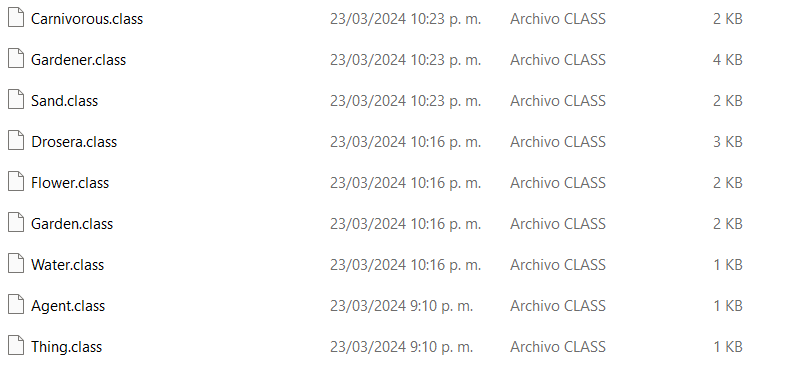 Carnivorous.class 23/03/2024 10:23 p. m. Archivo CLASS 2 KB
Gardener.class 23/03/2024 10:23 p. m. Archivo CLASS 4 KB
Sand.class 23/03/2024 10:23 p. m. Archivo CLASS 2 KB
Drosera.class 23/03/2024 10:16 p. m. Archivo CLASS 3 KB
Flower.class 23/03/2024 10:16 p. m. Archivo CLASS 2 KB
Garden.class 23/03/2024 10:16 p. m. Archivo CLASS 2 KB
Water.class 23/03/2024 10:16 p. m. Archivo CLASS 1 KB
Agent.class 23/03/2024 9:10 p. m. Archivo CLASS 1 KB
Thing.class 23/03/2024 9:10 p. m. Archivo CLASS 1 KB